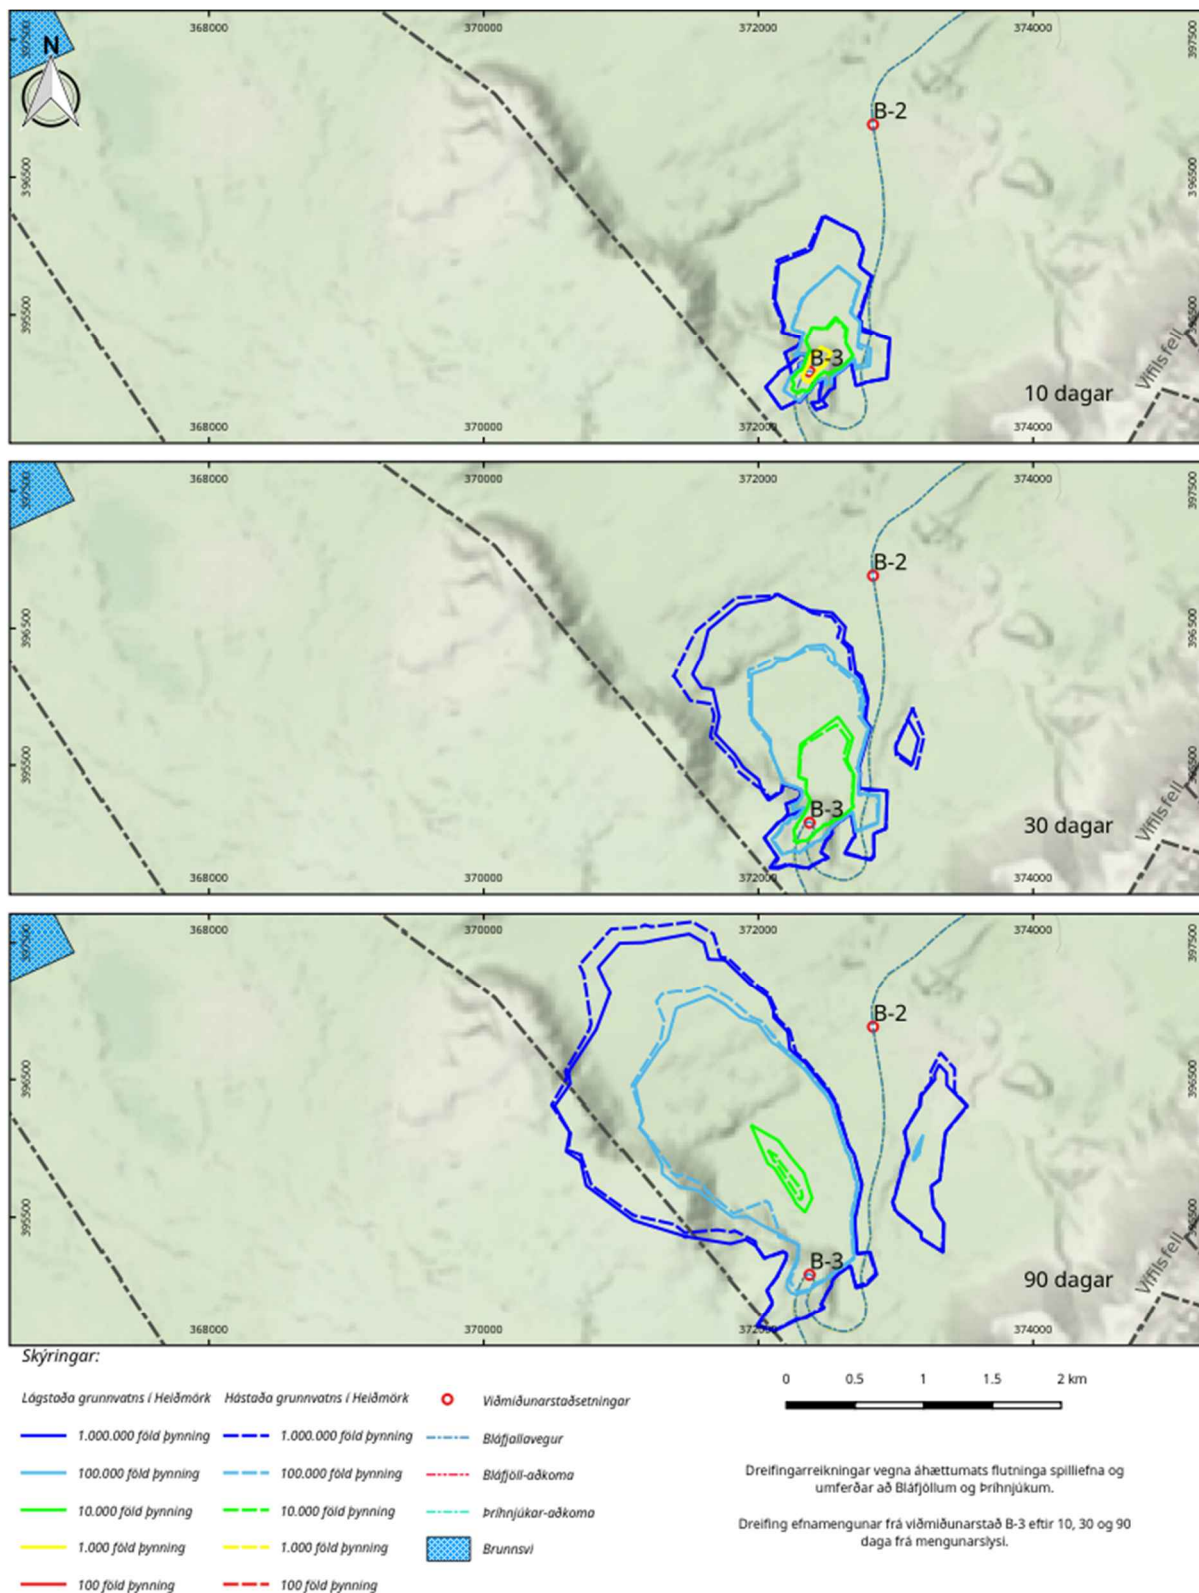 368000
370000
372000
374000
397500
N
B-2
396500
395500
B-3
10 dagar
Vífilsfell
368000
370000
372000
374000
368000
370000
372000
374000
397500
B-2
396500
395500
B-3
30 dagar
Vífilsfell
368000
370000
372000
374000
368000
370000
372000
374000
397500
B-2
396500
395500
B-3
90 dagar
Vífilsfell
368000
370000
372000
374000
Skýringar:
Lágstaða grunnvatns í Heiðmörk
1.000.000 föld þynning
100.000 föld þynning
10.000 föld þynning
1.000 föld þynning
100 föld þynning
Hástaða grunnvatns í Heiðmörk
1.000.000 föld þynning
100.000 föld þynning
10.000 föld þynning
1.000 föld þynning
100 föld þynning
Viðmiðunarstaðsetningar
Bláfjallavegur
Bláfjöll-aðkoma
Þríhnjúkar-aðkoma
Brunnsvi
0 0.5 1 1.5 2 km
Dreifingarreikningar vegna áhættumats flutninga spilliefna og
umferðar að Bláfjöllum og Þríhnjúkum.
Dreifing efnamengunar frá viðmiðunarstað B-3 eftir 10, 30 og 90
daga frá mengunarslysi.